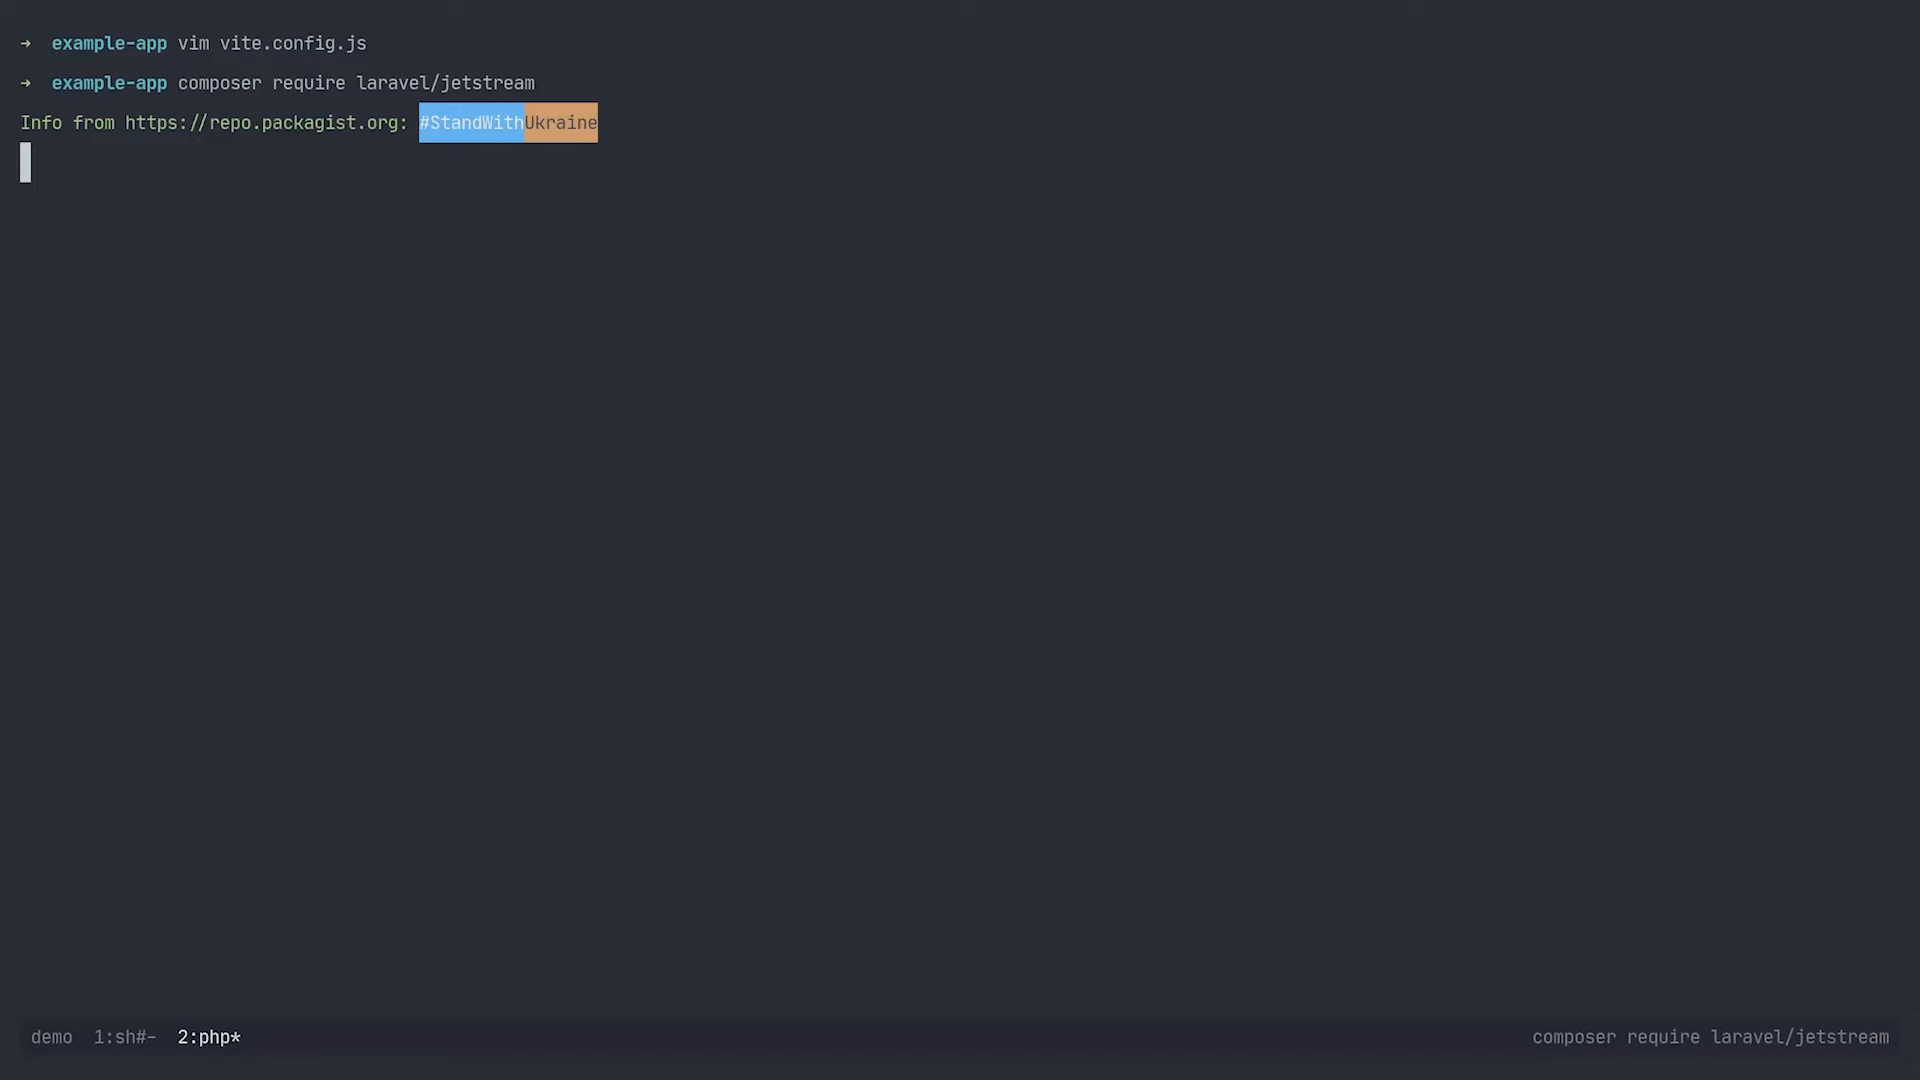 ➜  example-app vim vite.config.js
➜  example-app composer require laravel/jetstream
Info from https://repo.packagist.org: #StandWithUkraine
demo  1:sh#-  2:php*  composer require laravel/jetstream